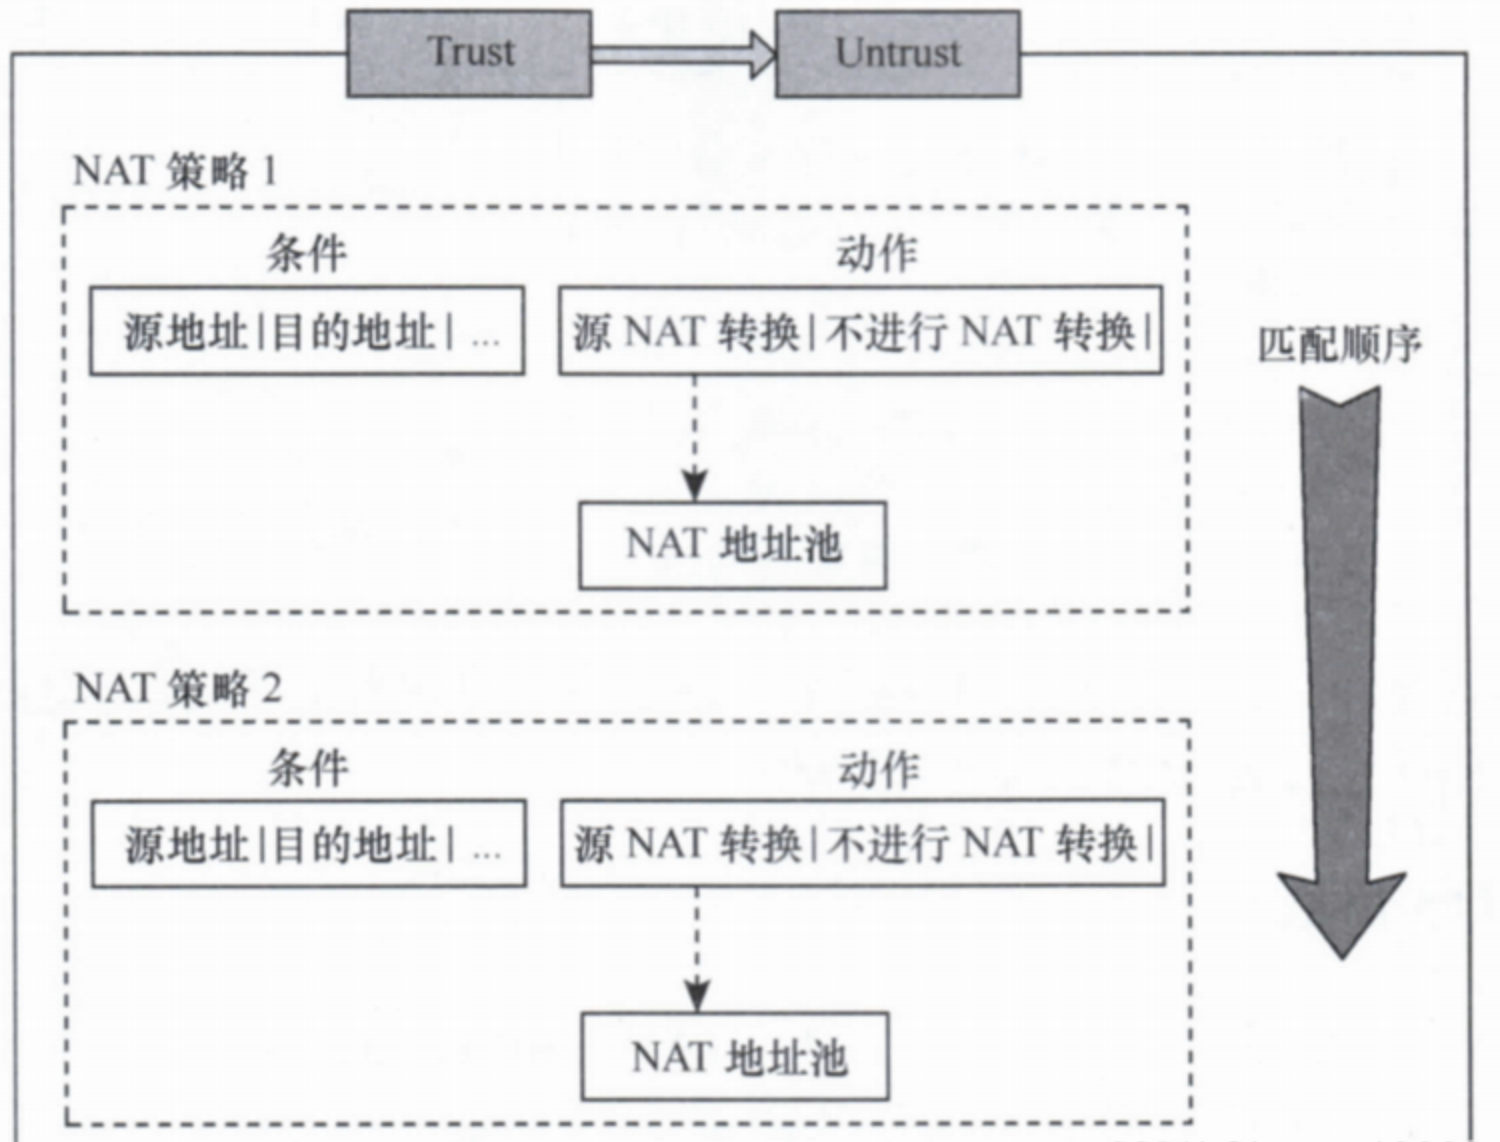 Trust
Untrust
NAT 策略 1
条件
动作
源地址|目的地址| ...
源 NAT 转换|不进行 NAT 转换|
匹配顺序
NAT 地址池
NAT 策略 2
条件
动作
源地址|目的地址| ...
源 NAT 转换|不进行 NAT 转换|
NAT 地址池